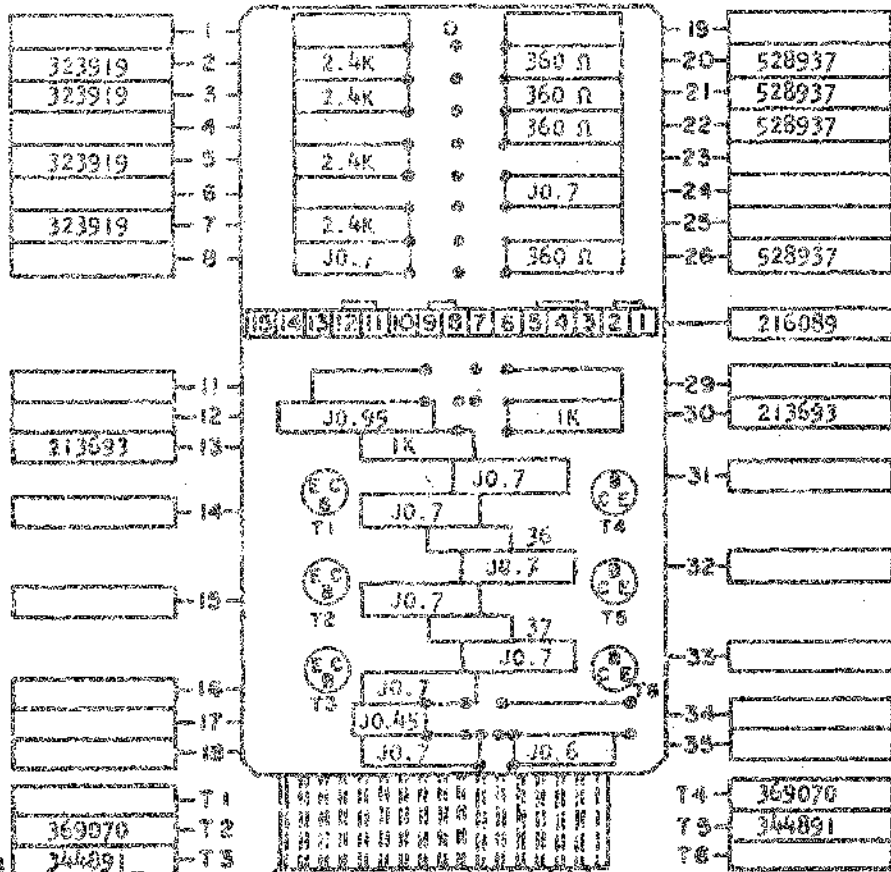 1 19
323919 2 2.4K 360 Ω 20 528937
323919 3 2.4K 360 Ω 21 528937
4 360 Ω 22 528937
323919 5 2.4K 23
6 J0.7 24
323919 7 2.4K 25
8 J0.7 360 Ω 26 528937
15 14 13 12 11 10 9 8 7 6 5 4 3 2 1 216089
11 29
12 J0.95 1K 30 213693
213693 13 1K
J0.7 31
E C B B C E
14 J0.7
T1 T4
36
J0.7 32
E C B B C E
15 J0.7
T2 T5
37
J0.7 33
E C B B C E
16 J0.7
T3 T6
17 J0.45 34
18 J0.7 J0.6 35
T1 T4 369070
369070 T2 T5 344891
344891 T3 T6